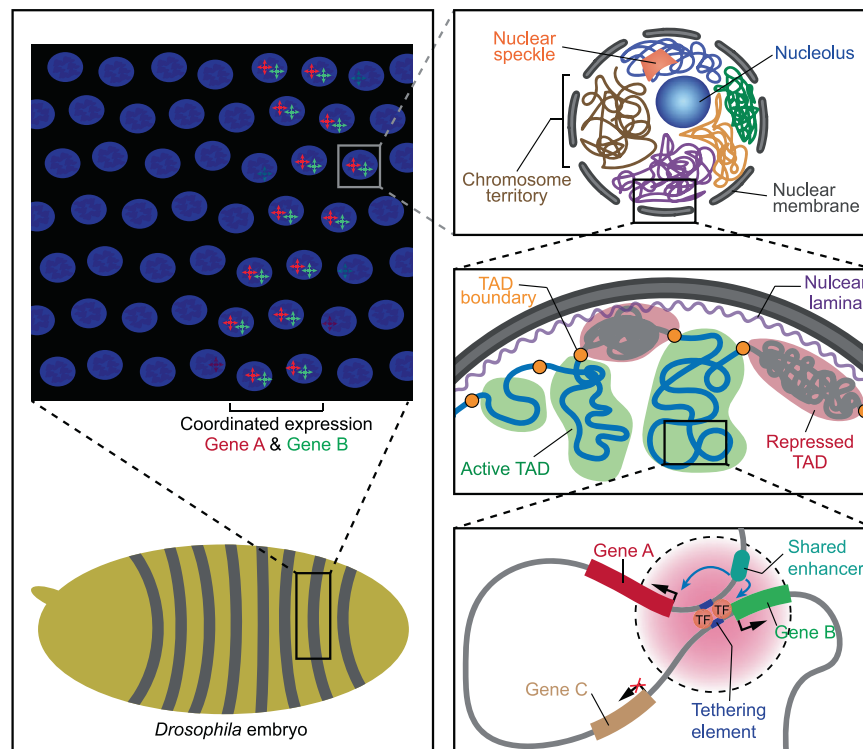 Coordinated expression
Gene A & Gene B
Drosophila embryo
Nuclear
speckle
Nucleolus
Chromosome
territory
Nuclear
membrane
TAD
boundary
Nulcear
lamina
Active TAD
Repressed
TAD
Gene A
Shared
enhancer
TF
TF
Gene B
Gene C
Tethering
element